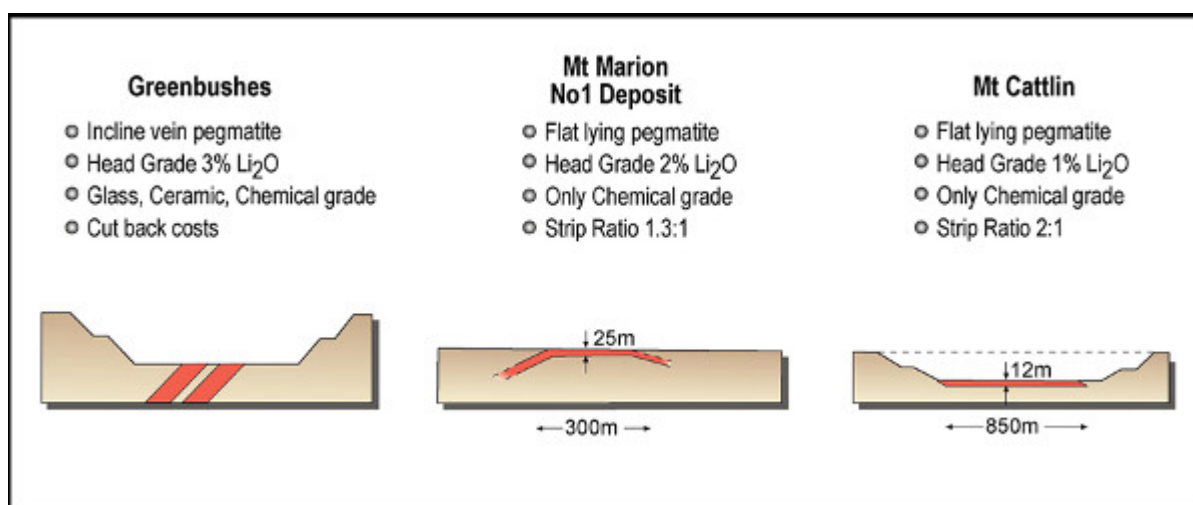 Greenbushes
Incline vein pegmatite
Head Grade 3% Li₂O
Glass, Ceramic, Chemical grade
Cut back costs
Mt Marion
No1 Deposit
Flat lying pegmatite
Head Grade 2% Li₂O
Only Chemical grade
Strip Ratio 1.3:1
Mt Cattlin
Flat lying pegmatite
Head Grade 1% Li₂O
Only Chemical grade
Strip Ratio 2:1
25m
300m
12m
850m